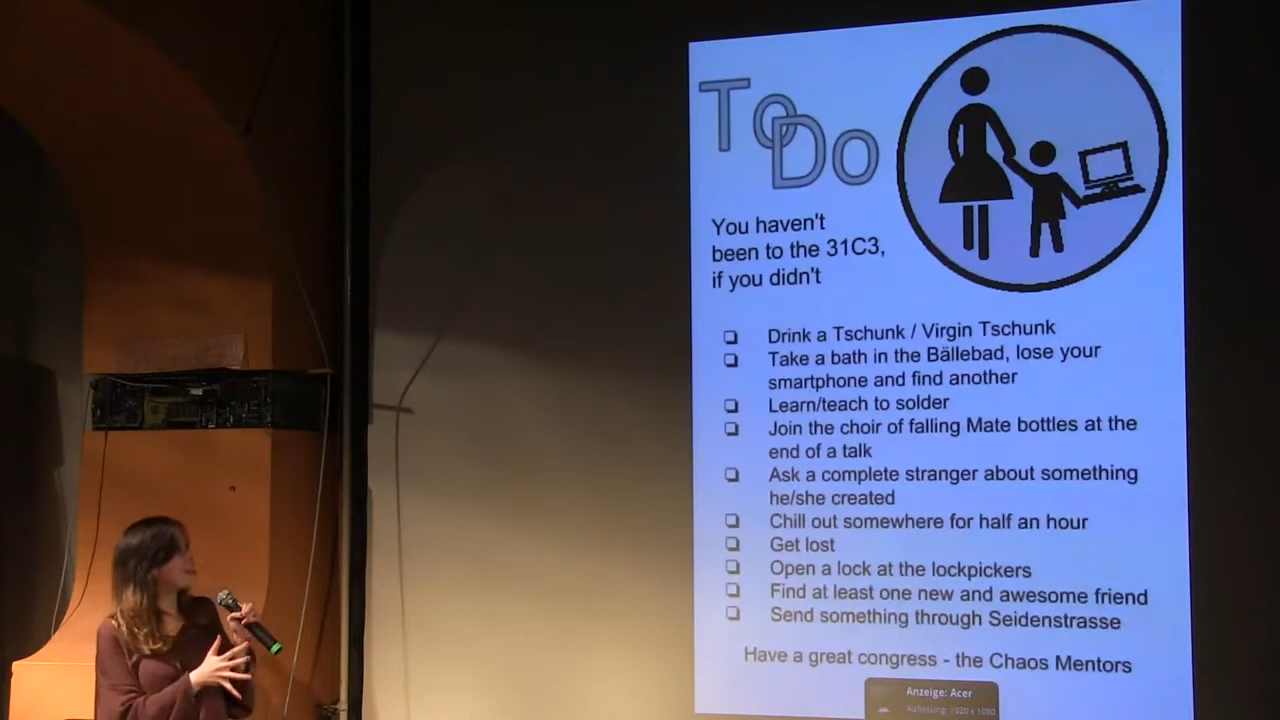 ToDo
You haven't
been to the 31C3,
if you didn't
❏ Drink a Tschunk / Virgin Tschunk
❏ Take a bath in the Bällebad, lose your
smartphone and find another
❏ Learn/teach to solder
❏ Join the choir of falling Mate bottles at the
end of a talk
❏ Ask a complete stranger about something
he/she created
❏ Chill out somewhere for half an hour
❏ Get lost
❏ Open a lock at the lockpickers
❏ Find at least one new and awesome friend
❏ Send something through Seidenstrasse
Have a great congress - the Chaos Mentors
Anzeige: Acer
Auflösung: 1920 x 1080